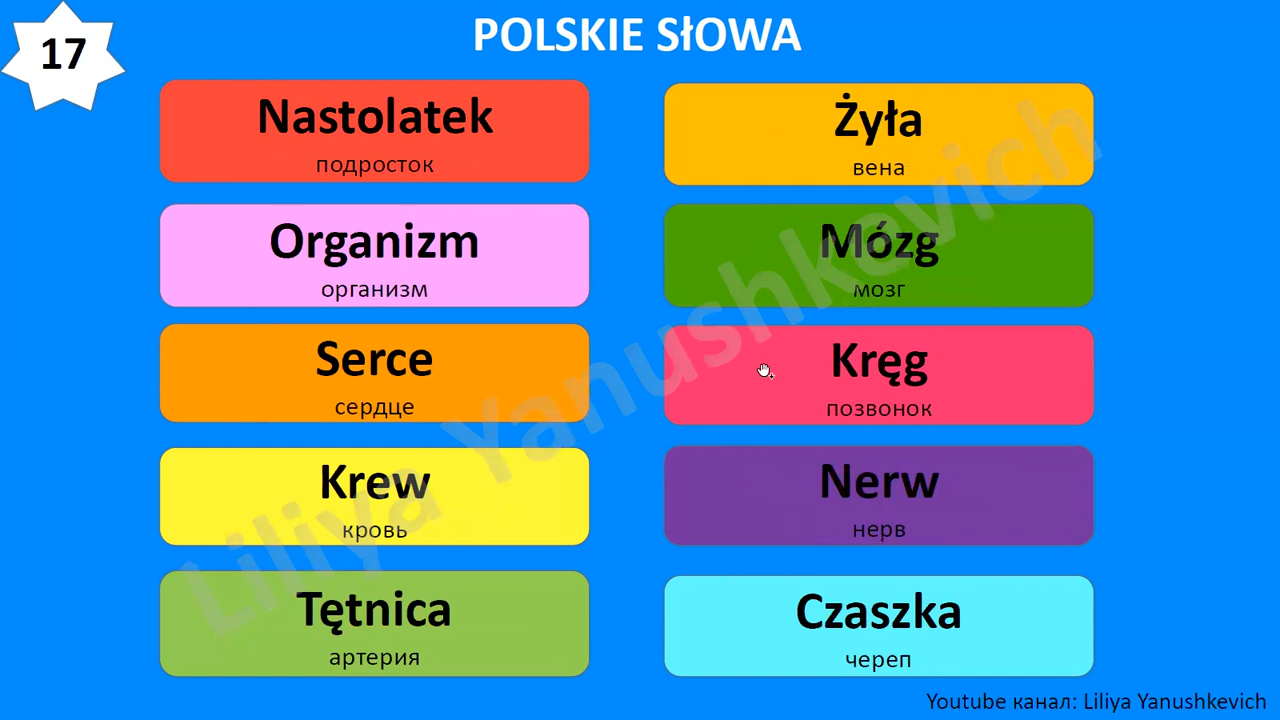 17
POLSKIE SłOWA
Nastolatek
подросток
Organizm
организм
Serce
сердце
Krew
кровь
Tętnica
артерия
Żyła
вена
Mózg
мозг
Kręg
позвонок
Nerw
нерв
Czaszka
череп
Liliya Yanushkevich
Youtube канал: Liliya Yanushkevich